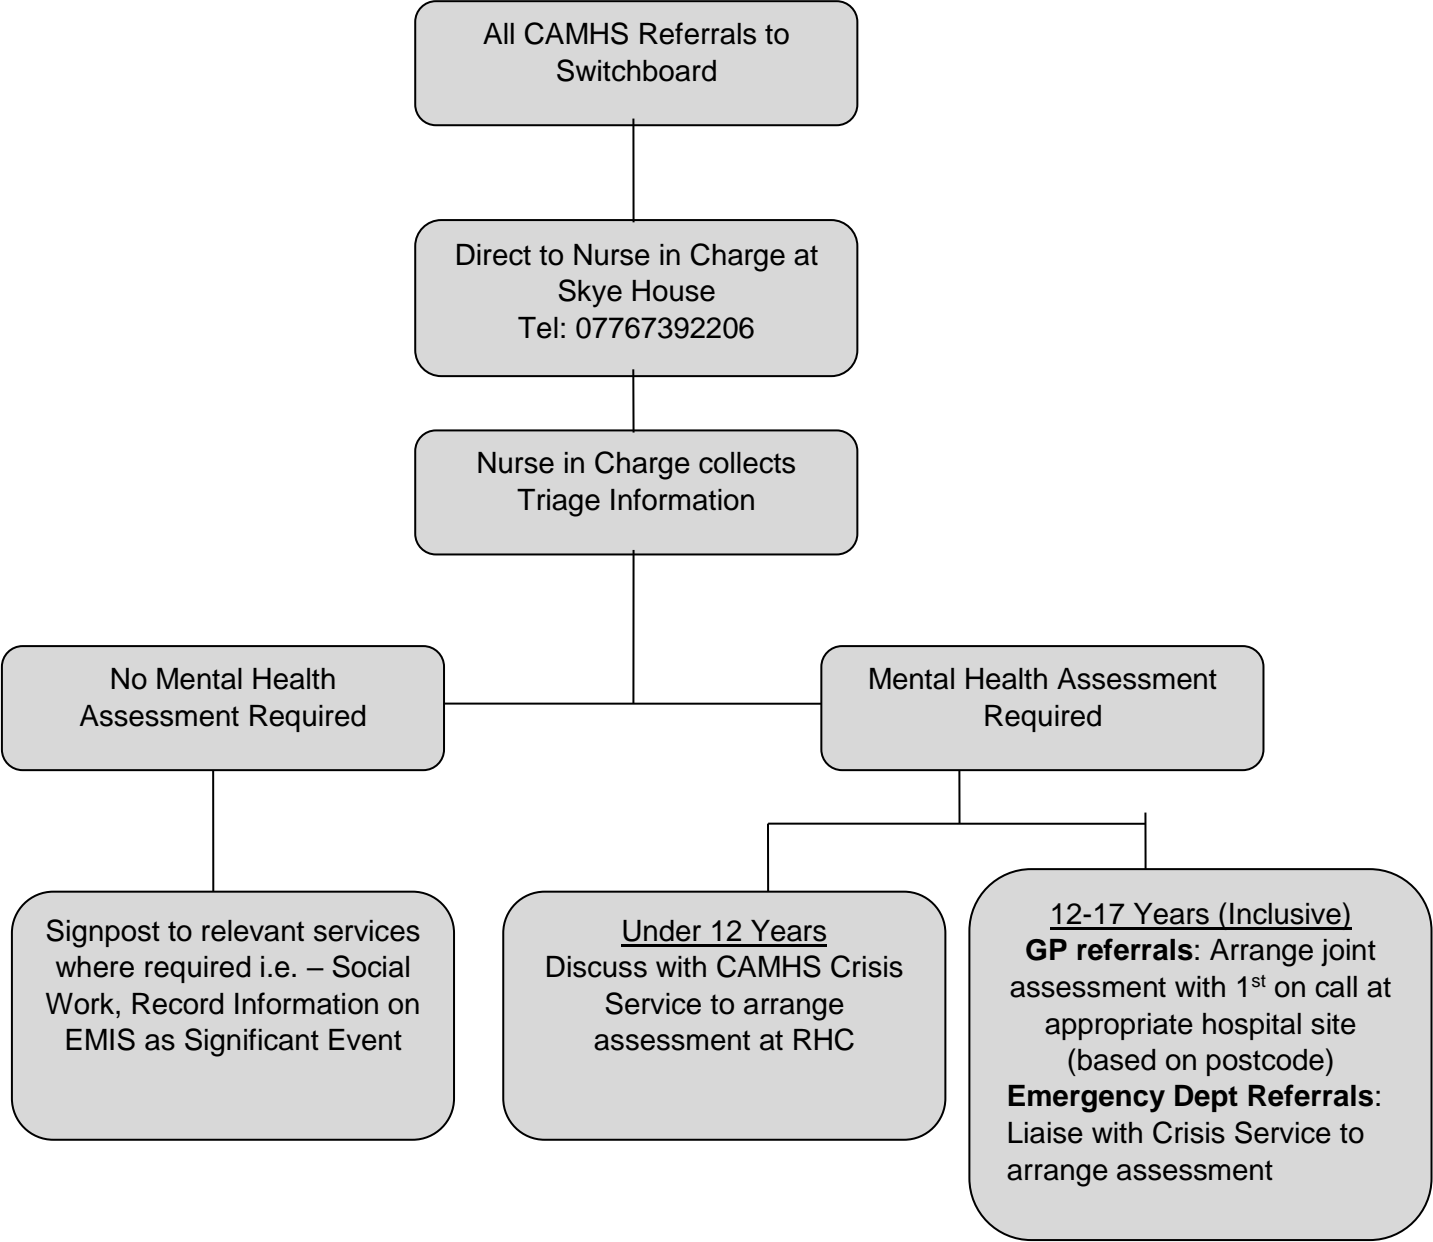 All CAMHS Referrals to
Switchboard
Direct to Nurse in Charge at
Skye House
Tel: 07767392206
Nurse in Charge collects
Triage Information
No Mental Health
Assessment Required
Mental Health Assessment
Required
Signpost to relevant services
where required i.e. – Social
Work, Record Information on
EMIS as Significant Event
Under 12 Years
Discuss with CAMHS Crisis
Service to arrange
assessment at RHC
12-17 Years (Inclusive)
GP referrals: Arrange joint
assessment with 1st on call at
appropriate hospital site
(based on postcode)
Emergency Dept Referrals:
Liaise with Crisis Service to
arrange assessment